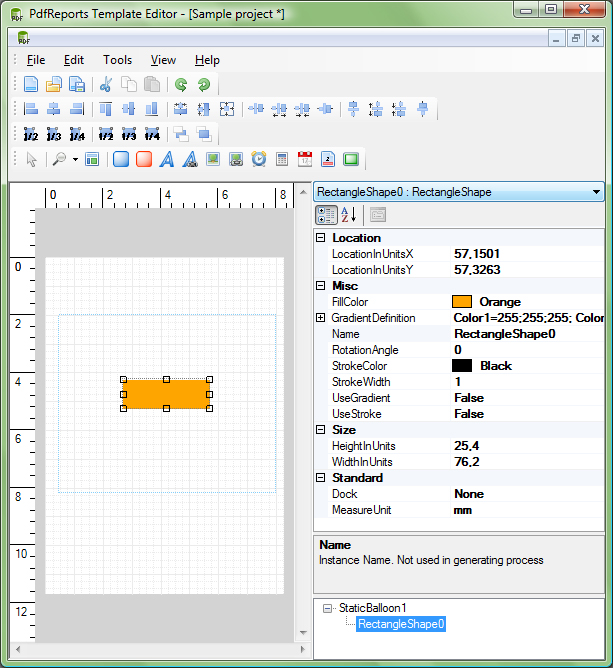 PdfReports Template Editor - [Sample project *]
PDF
File Edit Tools View Help
1/2 1/3 1/4 1/2 1/3 1/4
A A 2
0 2 4 6 8
0
2
4
6
8
10
12
RectangleShape0 : RectangleShape
A Z
Location
LocationInUnitsX 57,1501
LocationInUnitsY 57,3263
Misc
FillColor Orange
GradientDefinition Color1=255;255;255; Color
Name RectangleShape0
RotationAngle 0
StrokeColor Black
StrokeWidth 1
UseGradient False
UseStroke False
Size
HeightInUnits 25,4
WidthInUnits 76,2
Standard
Dock None
MeasureUnit mm
Name
Instance Name. Not used in generating process
StaticBalloon1
RectangleShape0